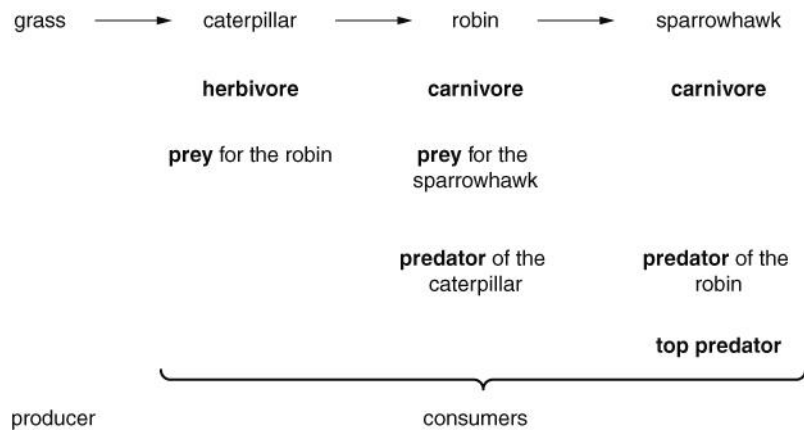 grass caterpillar robin sparrowhawk
herbivore carnivore carnivore
prey for the robin prey for the
sparrowhawk
predator of the predator of the
caterpillar robin
top predator
producer consumers